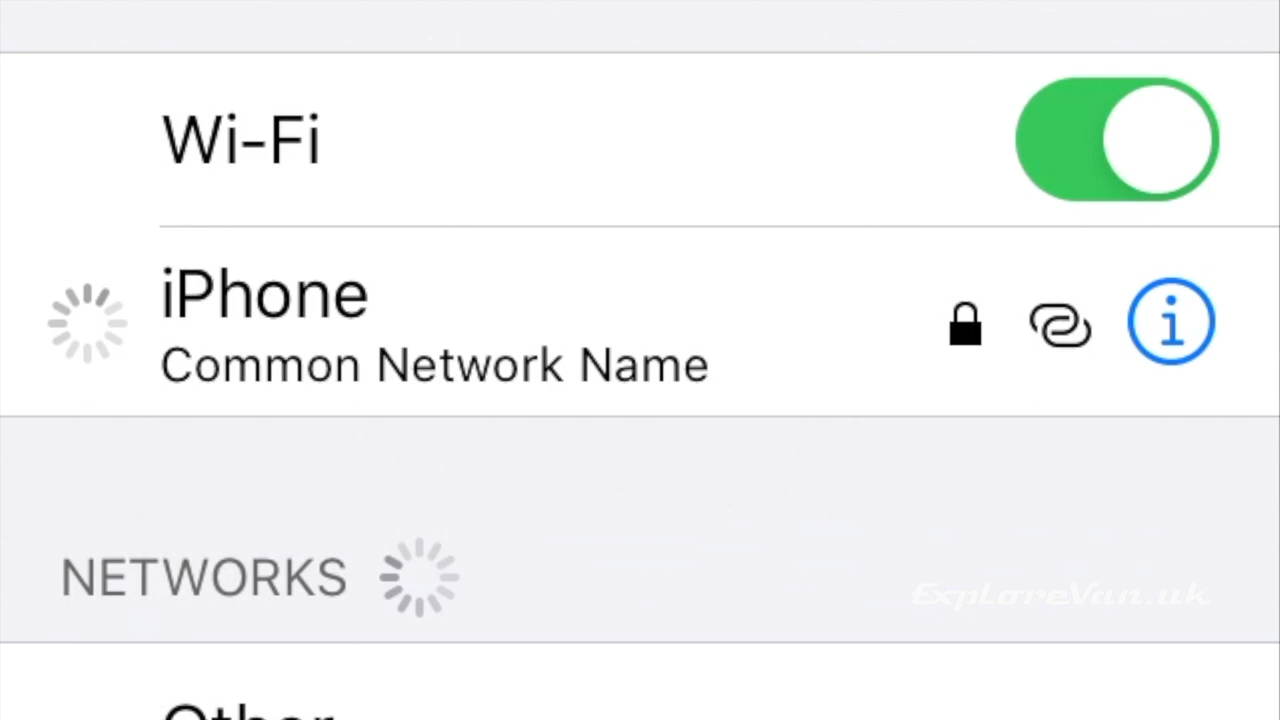 Wi-Fi
iPhone
Common Network Name
NETWORKS
ExploreVan.uk
Other